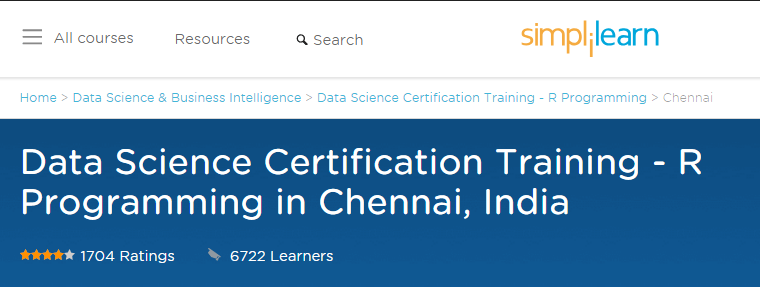 All courses Resources Search simplilearn
Home > Data Science & Business Intelligence > Data Science Certification Training - R Programming > Chennai
Data Science Certification Training - R
Programming in Chennai, India
1704 Ratings 6722 Learners